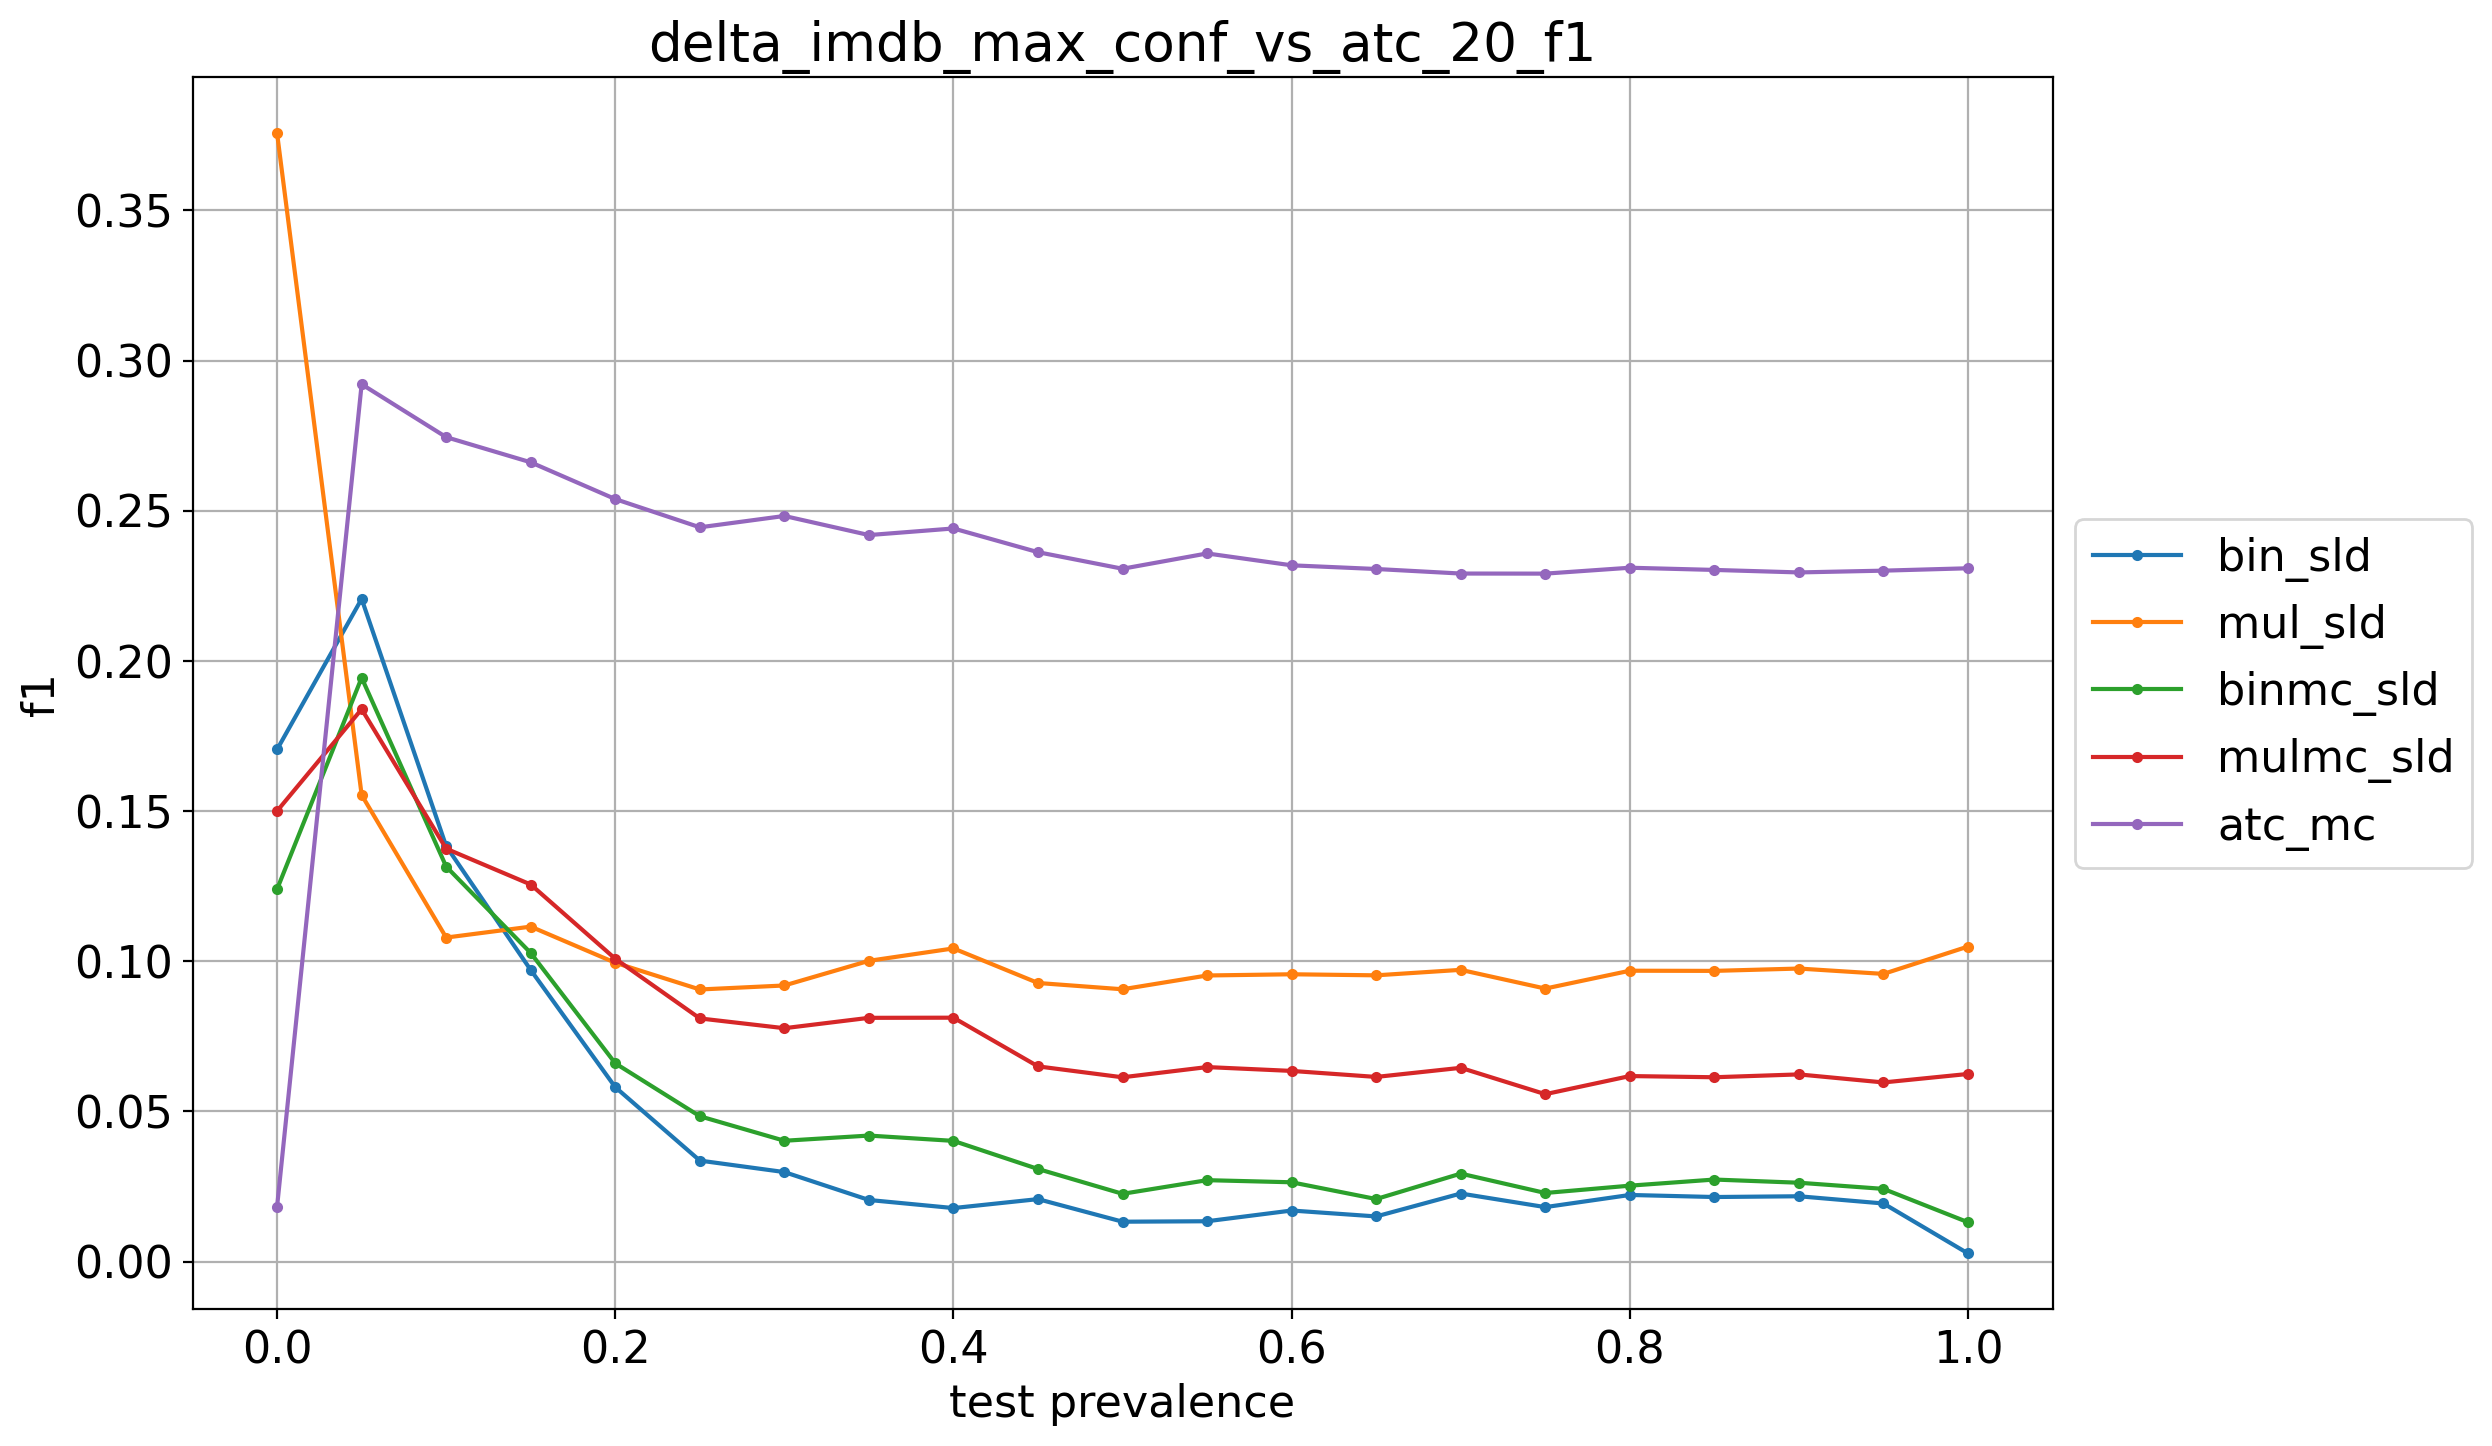 delta_imdb_max_conf_vs_atc_20_f1
f1
0.35
0.30
0.25
0.20
0.15
0.10
0.05
0.00
0.0 0.2 0.4 0.6 0.8 1.0
test prevalence
bin_sld
mul_sld
binmc_sld
mulmc_sld
atc_mc